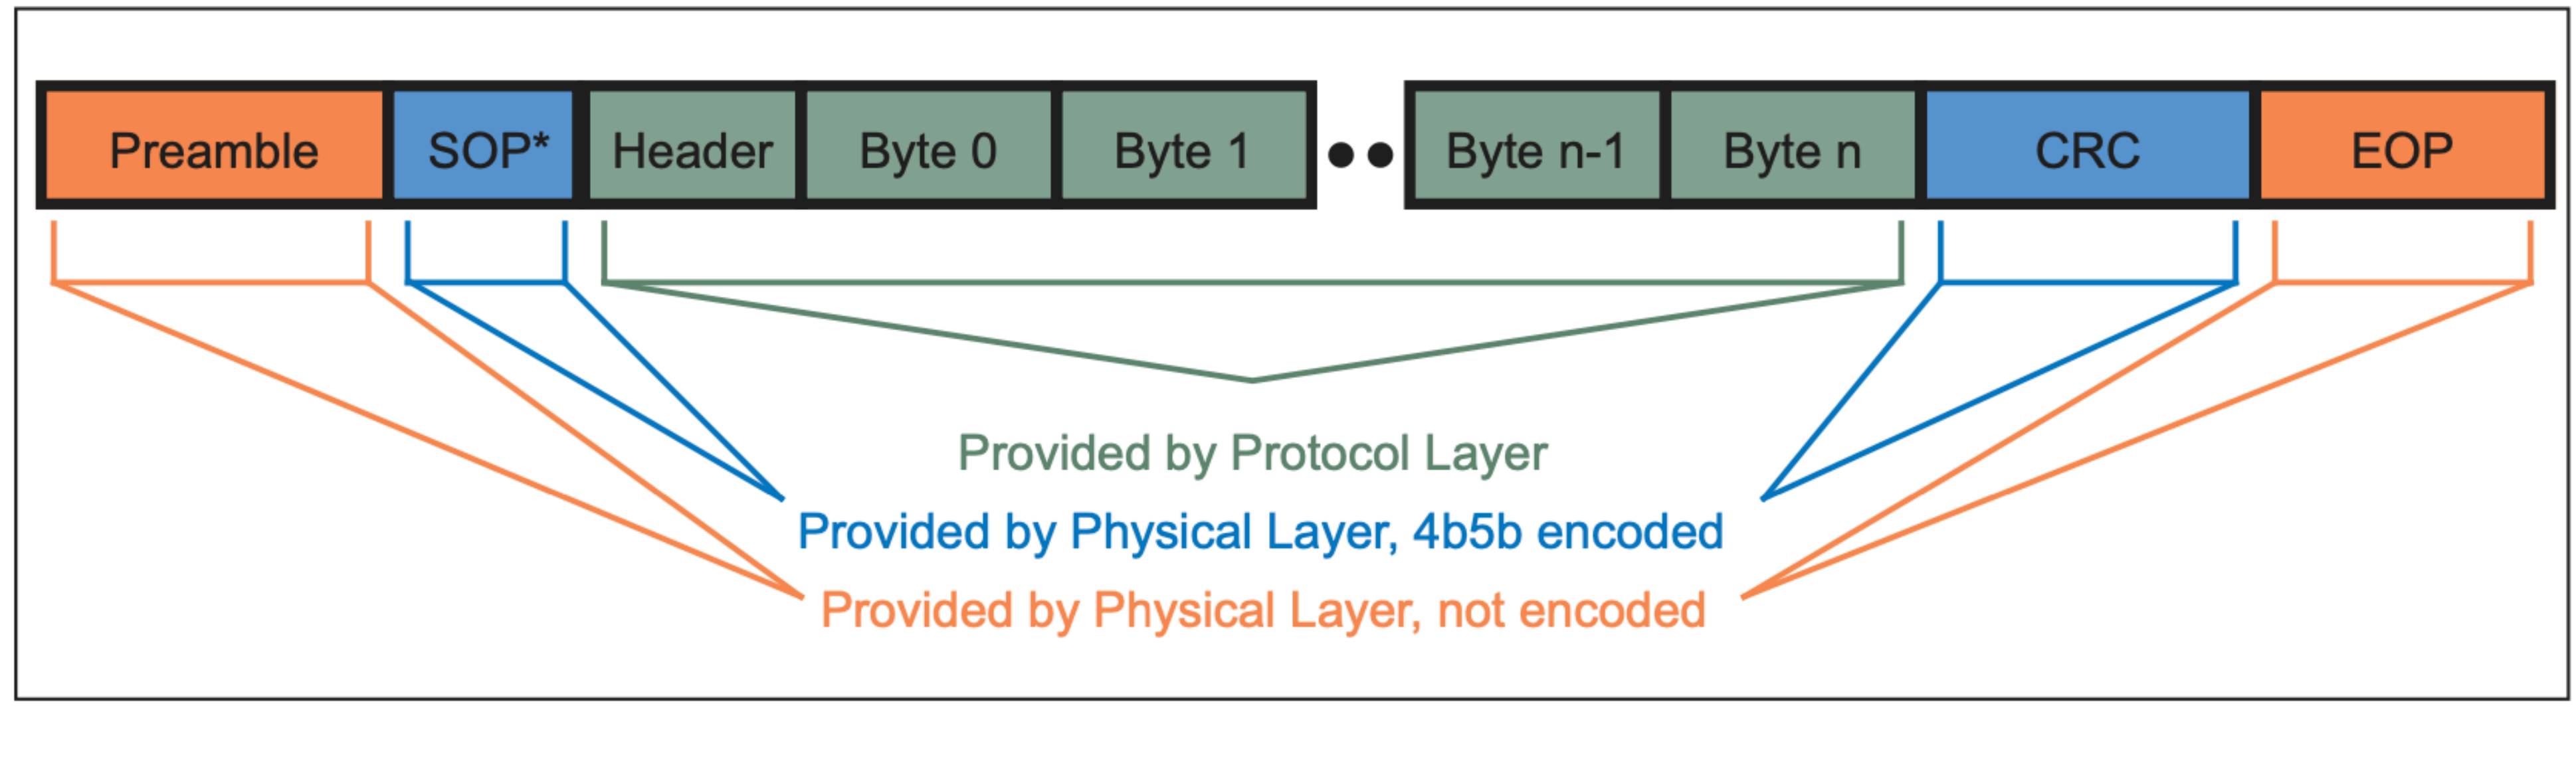 Preamble SOP* Header Byte 0 Byte 1 •• Byte n-1 Byte n CRC EOP
Provided by Protocol Layer
Provided by Physical Layer, 4b5b encoded
Provided by Physical Layer, not encoded